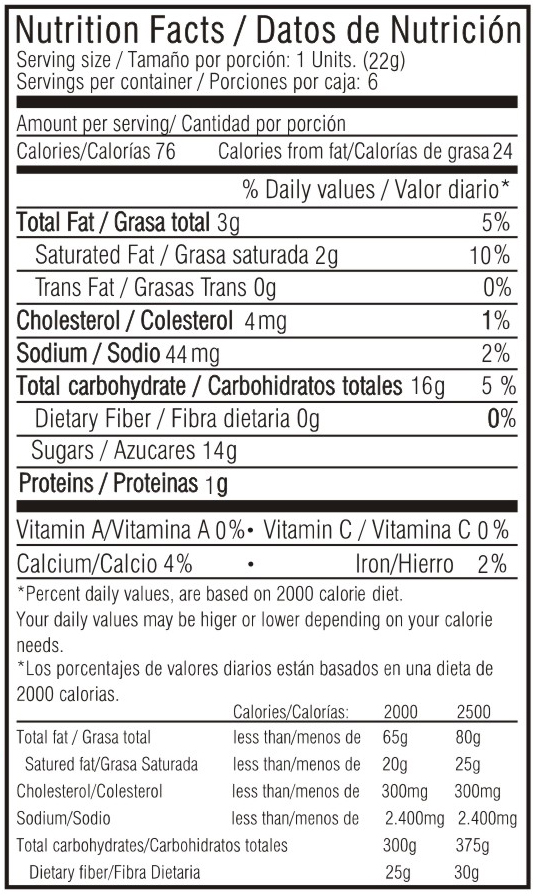 Nutrition Facts / Datos de Nutrición
Serving size / Tamaño por porción: 1 Units. (22g)
Servings per container / Porciones por caja: 6
Amount per serving/ Cantidad por porción
Calories/Calorías 76 Calories from fat/Calorías de grasa 24
% Daily values / Valor diario*
Total Fat / Grasa total 3g 5%
Saturated Fat / Grasa saturada 2g 10%
Trans Fat / Grasas Trans 0g 0%
Cholesterol / Colesterol 4mg 1%
Sodium / Sodio 44mg 2%
Total carbohydrate / Carbohidratos totales 16g 5 %
Dietary Fiber / Fibra dietaria 0g 0%
Sugars / Azucares 14g
Proteins / Proteinas 1g
Vitamin A/Vitamina A 0% • Vitamin C / Vitamina C 0 %
Calcium/Calcio 4% • Iron/Hierro 2%
*Percent daily values, are based on 2000 calorie diet.
Your daily values may be higer or lower depending on your calorie
needs.
*Los porcentajes de valores diarios están basados en una dieta de
2000 calorias.
Calories/Calorías: 2000 2500
Total fat / Grasa total less than/menos de 65g 80g
Satured fat/Grasa Saturada less than/menos de 20g 25g
Cholesterol/Colesterol less than/menos de 300mg 300mg
Sodium/Sodio less than/menos de 2.400mg 2.400mg
Total carbohydrates/Carbohidratos totales 300g 375g
Dietary fiber/Fibra Dietaria 25g 30g